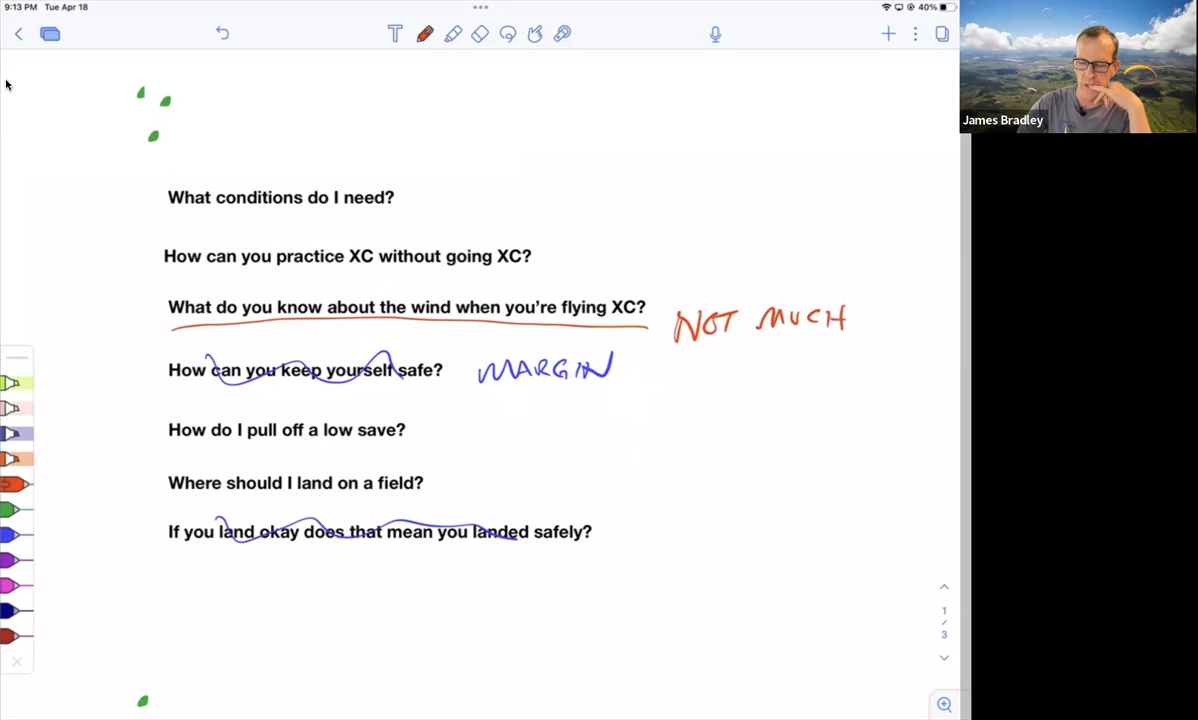 9:13 PM Tue Apr 18
40%
James Bradley
What conditions do I need?
How can you practice XC without going XC?
What do you know about the wind when you're flying XC? NOT MUCH
How can you keep yourself safe? MARGIN
How do I pull off a low save?
Where should I land on a field?
If you land okay does that mean you landed safely?
1
/
3